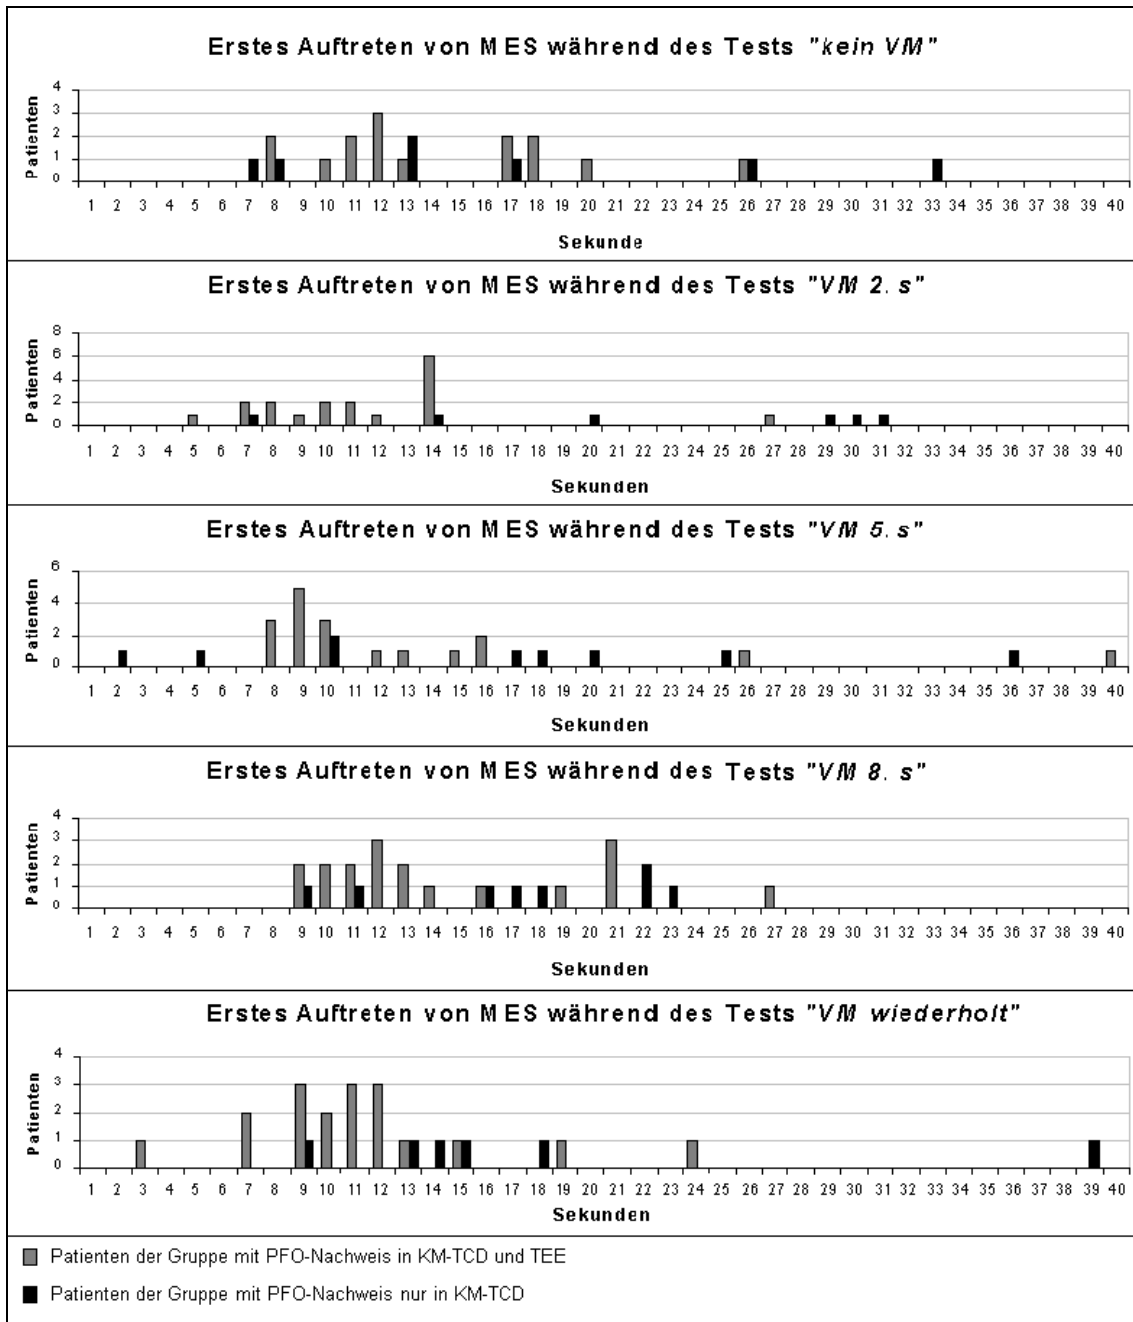 Erstes Auftreten von MES während des Tests "kein VM"
Patienten
4
3
2
1
0
1 2 3 4 5 6 7 8 9 10 11 12 13 14 15 16 17 18 19 20 21 22 23 24 25 26 27 28 29 30 31 32 33 34 35 36 37 38 39 40
Sekunde
Erstes Auftreten von MES während des Tests "VM 2. s"
Patienten
8
6
4
2
0
1 2 3 4 5 6 7 8 9 10 11 12 13 14 15 16 17 18 19 20 21 22 23 24 25 26 27 28 29 30 31 32 33 34 35 36 37 38 39 40
Sekunden
Erstes Auftreten von MES während des Tests "VM 5. s"
Patienten
6
4
2
0
1 2 3 4 5 6 7 8 9 10 11 12 13 14 15 16 17 18 19 20 21 22 23 24 25 26 27 28 29 30 31 32 33 34 35 36 37 38 39 40
Sekunden
Erstes Auftreten von MES während des Tests "VM 8. s"
Patienten
4
3
2
1
0
1 2 3 4 5 6 7 8 9 10 11 12 13 14 15 16 17 18 19 20 21 22 23 24 25 26 27 28 29 30 31 32 33 34 35 36 37 38 39 40
Sekunden
Erstes Auftreten von MES während des Tests "VM wiederholt"
Patienten
4
3
2
1
0
1 2 3 4 5 6 7 8 9 10 11 12 13 14 15 16 17 18 19 20 21 22 23 24 25 26 27 28 29 30 31 32 33 34 35 36 37 38 39 40
Sekunden
Patienten der Gruppe mit PFO-Nachweis in KM-TCD und TEE
Patienten der Gruppe mit PFO-Nachweis nur in KM-TCD